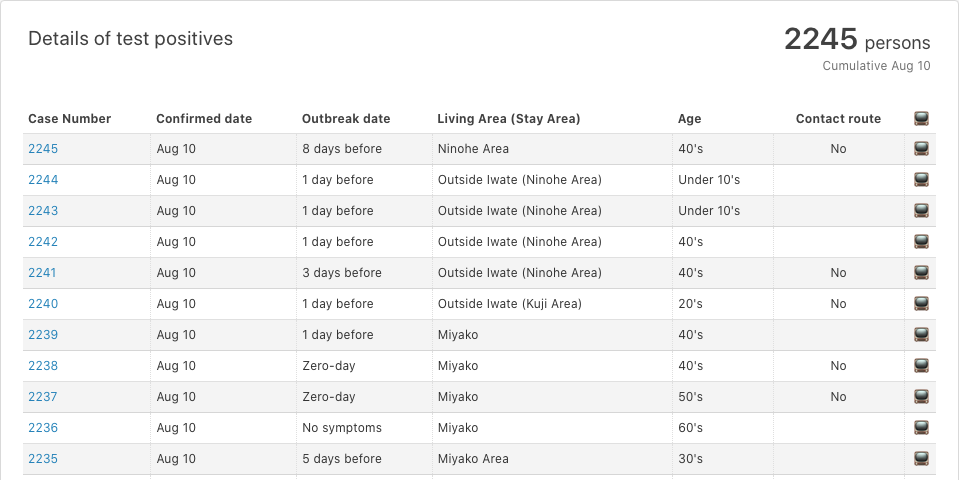 Details of test positives
2245 persons
Cumulative Aug 10
Case Number Confirmed date Outbreak date Living Area (Stay Area) Age Contact route
2245 Aug 10 8 days before Ninohe Area 40's No
2244 Aug 10 1 day before Outside Iwate (Ninohe Area) Under 10's
2243 Aug 10 1 day before Outside Iwate (Ninohe Area) Under 10's
2242 Aug 10 1 day before Outside Iwate (Ninohe Area) 40's
2241 Aug 10 3 days before Outside Iwate (Ninohe Area) 40's No
2240 Aug 10 1 day before Outside Iwate (Kuji Area) 20's No
2239 Aug 10 1 day before Miyako 40's
2238 Aug 10 Zero-day Miyako 40's No
2237 Aug 10 Zero-day Miyako 50's No
2236 Aug 10 No symptoms Miyako 60's
2235 Aug 10 5 days before Miyako Area 30's